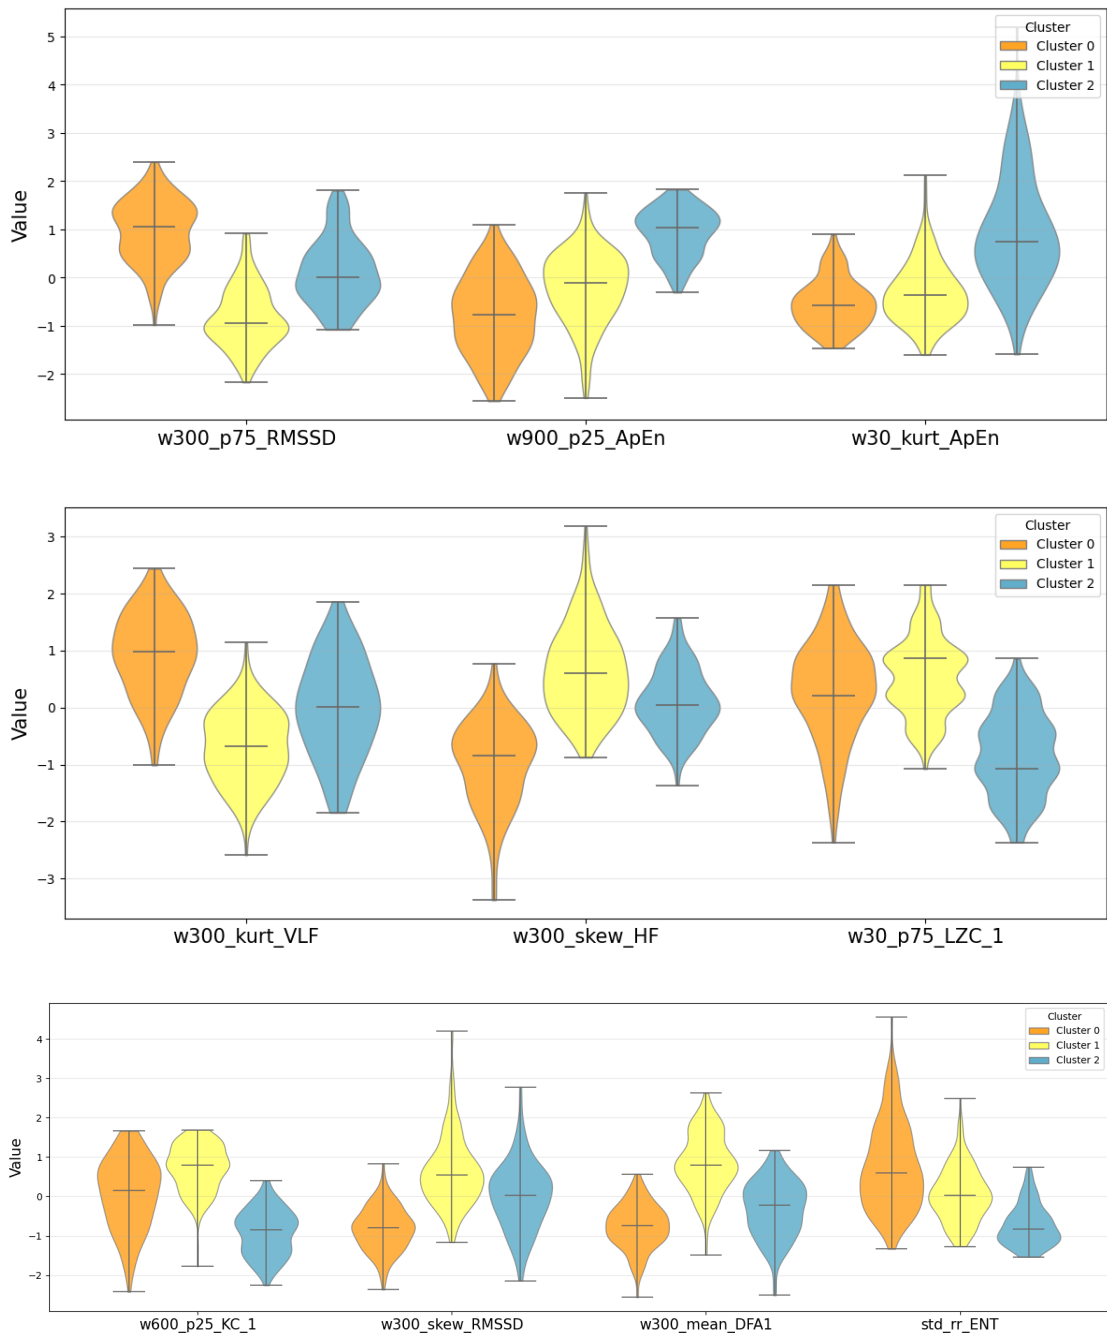 Cluster
Cluster 0
Cluster 1
Cluster 2
5
4
3
2
1
0
−1
−2
Value
w300_p75_RMSSD w900_p25_ApEn w30_kurt_ApEn
Cluster
Cluster 0
Cluster 1
Cluster 2
3
2
1
0
−1
−2
−3
Value
w300_kurt_VLF w300_skew_HF w30_p75_LZC_1
Cluster
Cluster 0
Cluster 1
Cluster 2
4
3
2
1
0
−1
−2
Value
w600_p25_KC_1 w300_skew_RMSSD w300_mean_DFA1 std_rr_ENT